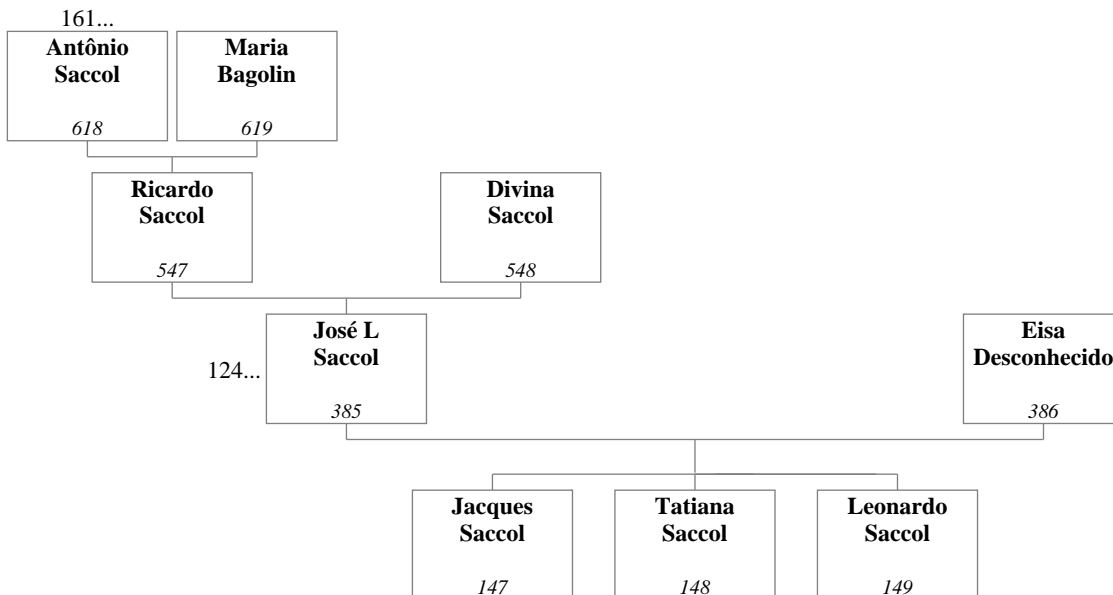 161...
Antônio
Saccol
618
Maria
Bagolin
619
Ricardo
Saccol
547
Divina
Saccol
548
José L
Saccol
385
124...
Eisa
Desconhecido
386
Jacques
Saccol
147
Tatiana
Saccol
148
Leonardo
Saccol
149